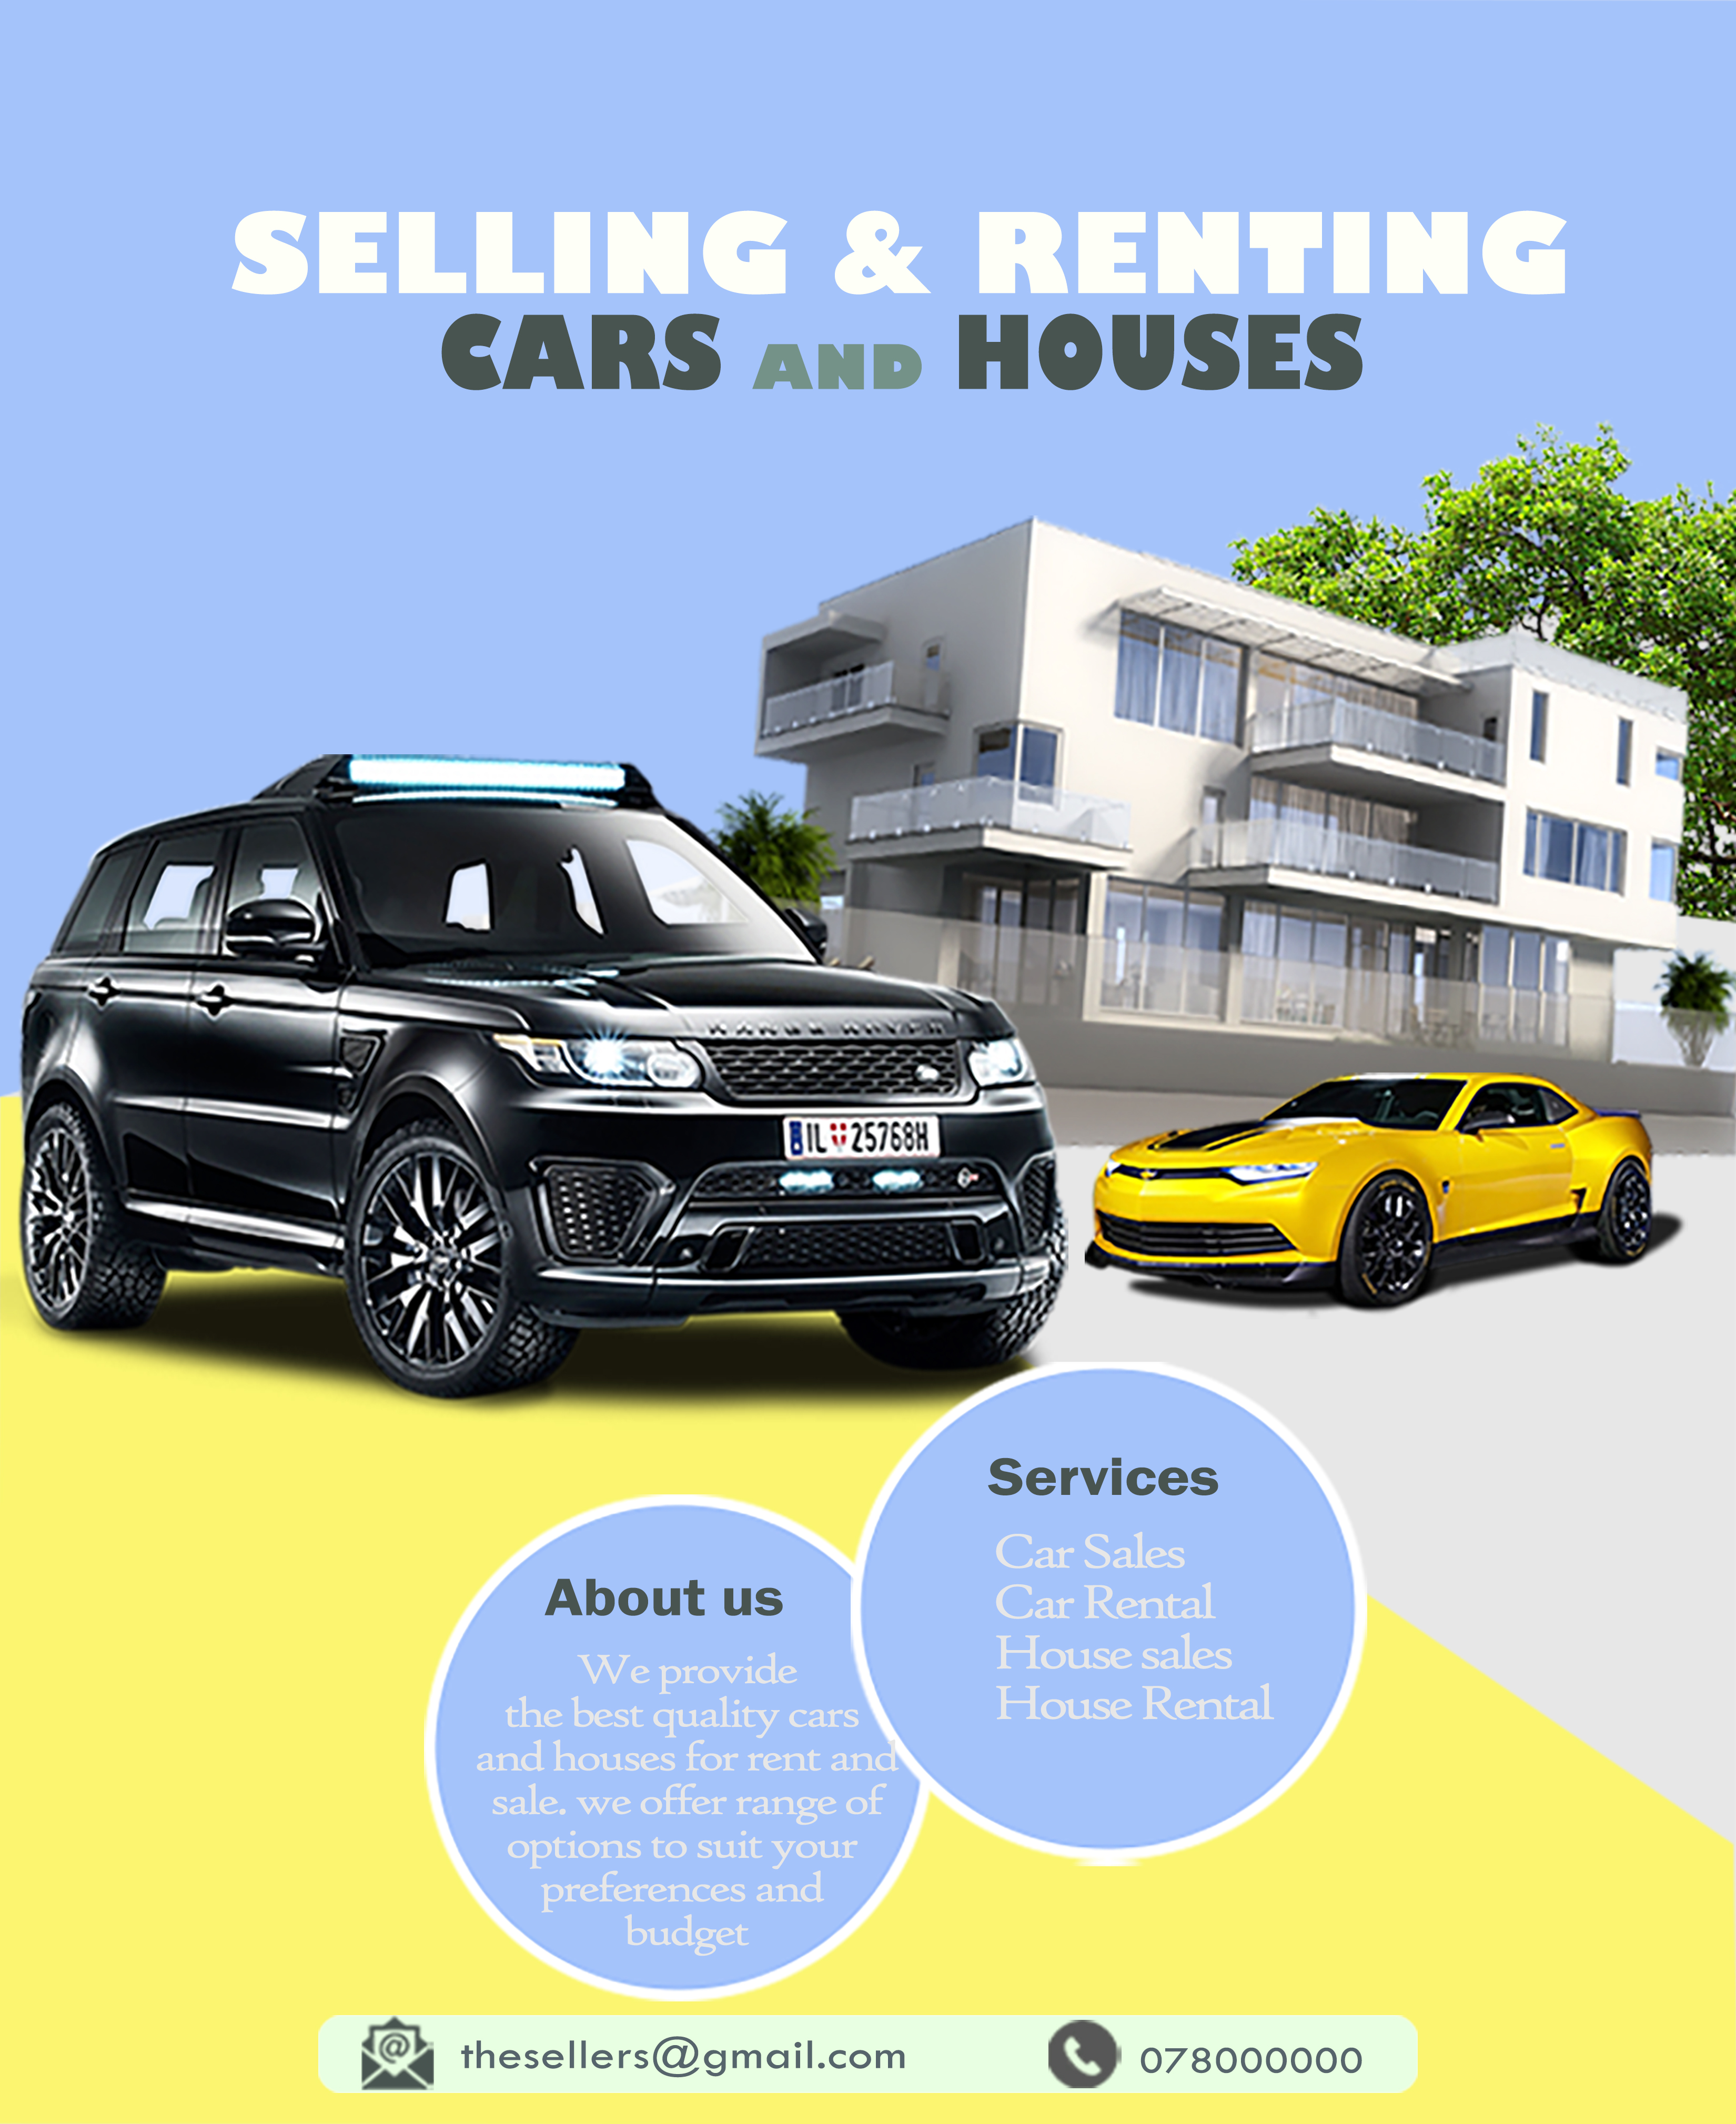 SELLING & RENTING
CARS AND HOUSES
RANGE ROVER
IL 25768H
Services
Car Sales
Car Rental
House sales
House Rental
About us
We provide
the best quality cars
and houses for rent and
sale. we offer range of
options to suit your
preferences and
budget
thesellers@gmail.com
078000000